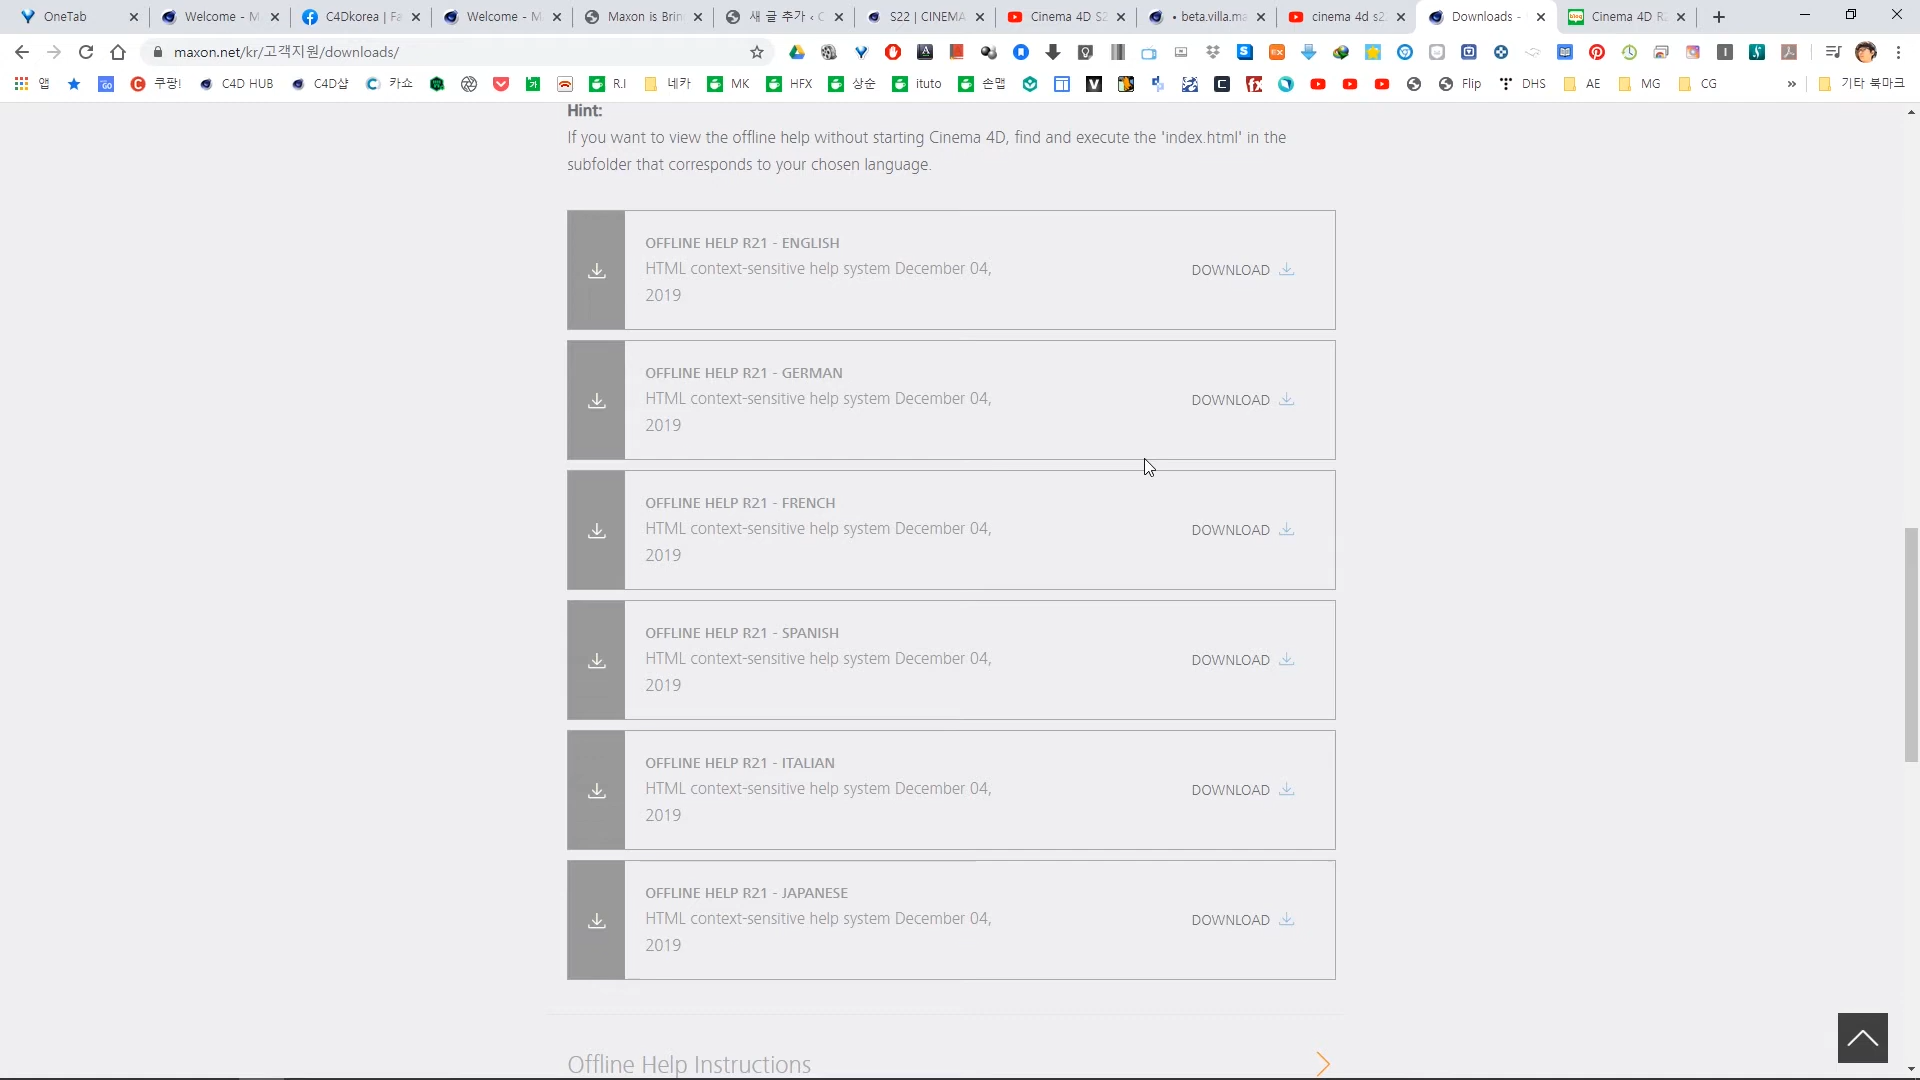 OneTab
Welcome - M
C4Dkorea | Fa
Welcome - M
Maxon is Brin
새 글 추가 ‹ C
S22 | CINEMA
Cinema 4D S2
• beta.villa.ma
cinema 4d s2
Downloads -
Cinema 4D R2
maxon.net/kr/고객지원/downloads/
앱
쿠팡!
C4D HUB
C4D샵
카쇼
R.I
네카
MK
HFX
상순
ituto
손맵
Flip
DHS
AE
MG
CG
»
기타 북마크
Hint:
If you want to view the offline help without starting Cinema 4D, find and execute the 'index.html' in the
subfolder that corresponds to your chosen language.
OFFLINE HELP R21 - ENGLISH
HTML context-sensitive help system December 04,
2019
DOWNLOAD
OFFLINE HELP R21 - GERMAN
HTML context-sensitive help system December 04,
2019
DOWNLOAD
OFFLINE HELP R21 - FRENCH
HTML context-sensitive help system December 04,
2019
DOWNLOAD
OFFLINE HELP R21 - SPANISH
HTML context-sensitive help system December 04,
2019
DOWNLOAD
OFFLINE HELP R21 - ITALIAN
HTML context-sensitive help system December 04,
2019
DOWNLOAD
OFFLINE HELP R21 - JAPANESE
HTML context-sensitive help system December 04,
2019
DOWNLOAD
Offline Help Instructions